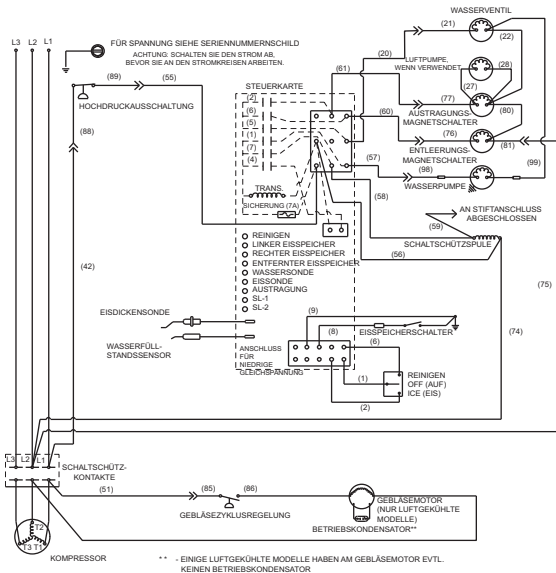 WASSERVENTIL
L3 L2 L1
FÜR SPANNUNG SIEHE SERIENNUMMERNSCHILD
ACHTUNG: SCHALTEN SIE DEN STROM AB,
BEVOR SIE AN DEN STROMKREISEN ARBEITEN.
(21)
(22)
(20)
LUFTPUMPE,
WENN VERWENDET
(28)
(27)
(89) (55)
HOCHDRUCKAUSSCHALTUNG
STEUERKARTE
(61)
(2)
(6)
(5)
(1)
(7)
(4)
(77)
(80)
AUSTRAGUNGS-
MAGNETSCHALTER
(60)
(76)
(81)
ENTLEERUNGS-
MAGNETSCHALTER
(88)
(57)
(98)
(99)
WASSERPUMPE
(58)
TRANS.
SICHERUNG (7A)
AN STIFTANSCHLUSS
ABGESCHLOSSEN
(59)
SCHALTSCHÜTZSPULE
(56)
REINIGEN
LINKER EISSPEICHER
RECHTER EISSPEICHER
ENTFERNTER EISSPEICHER
WASSERSONDE
EISSONDE
AUSTRAGUNG
SL-1
SL-2
(42)
(75)
(74)
EISDICKENSONDE
WASSERFÜLL-
STANDSSENSOR
(9)
(8)
EISSPEICHERSCHALTER
(6)
ANSCHLUSS
FÜR
NIEDRIGE
GLEICHSPANNUNG
(1)
(2)
REINIGEN
OFF (AUF)
ICE (EIS)
L3 L2 L1
SCHALTSCHÜTZ-
KONTAKTE
(51)
(85) (86)
GEBLÄSEZYKLUSREGELUNG
GEBLÄSEMOTOR
(NUR LUFTGEKÜHLTE
MODELLE)
BETRIEBSKONDENSATOR**
T2
T3 T1
KOMPRESSOR
** - EINIGE LUFTGEKÜHLTE MODELLE HABEN AM GEBLÄSEMOTOR EVTL.
KEINEN BETRIEBSKONDENSATOR